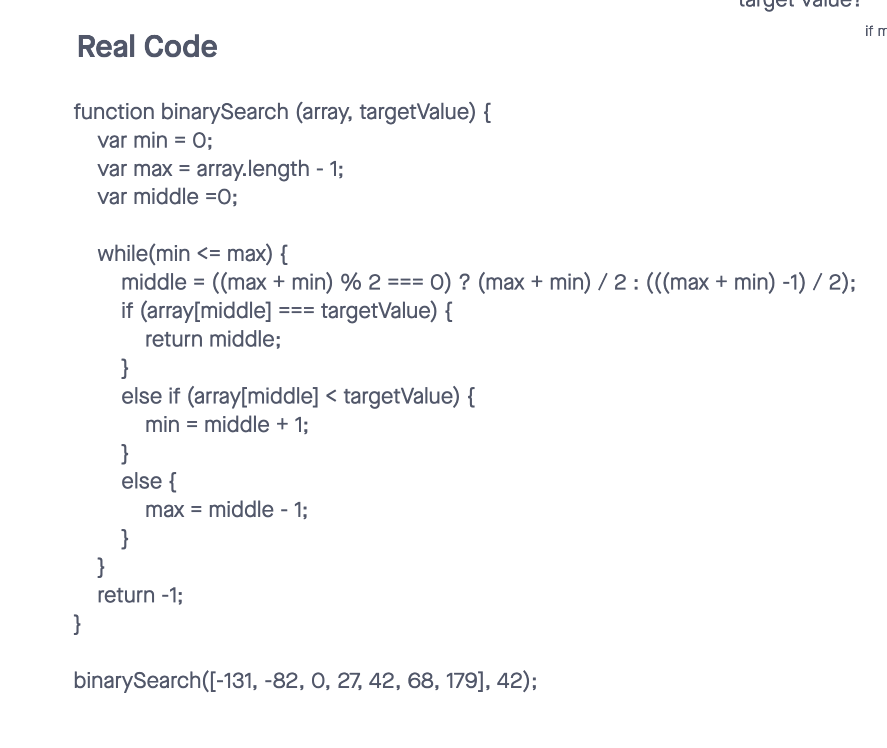 target value?
if
Real Code
function binarySearch (array, targetValue) {
var min = 0;
var max = array.length - 1;
var middle =0;
while(min <= max) {
middle = ((max + min) % 2 === 0) ? (max + min) / 2 : (((max + min) -1) / 2);
if (array[middle] === targetValue) {
return middle;
}
else if (array[middle] < targetValue) {
min = middle + 1;
}
else {
max = middle - 1;
}
}
return -1;
}
binarySearch([-131, -82, 0, 27, 42, 68, 179], 42);